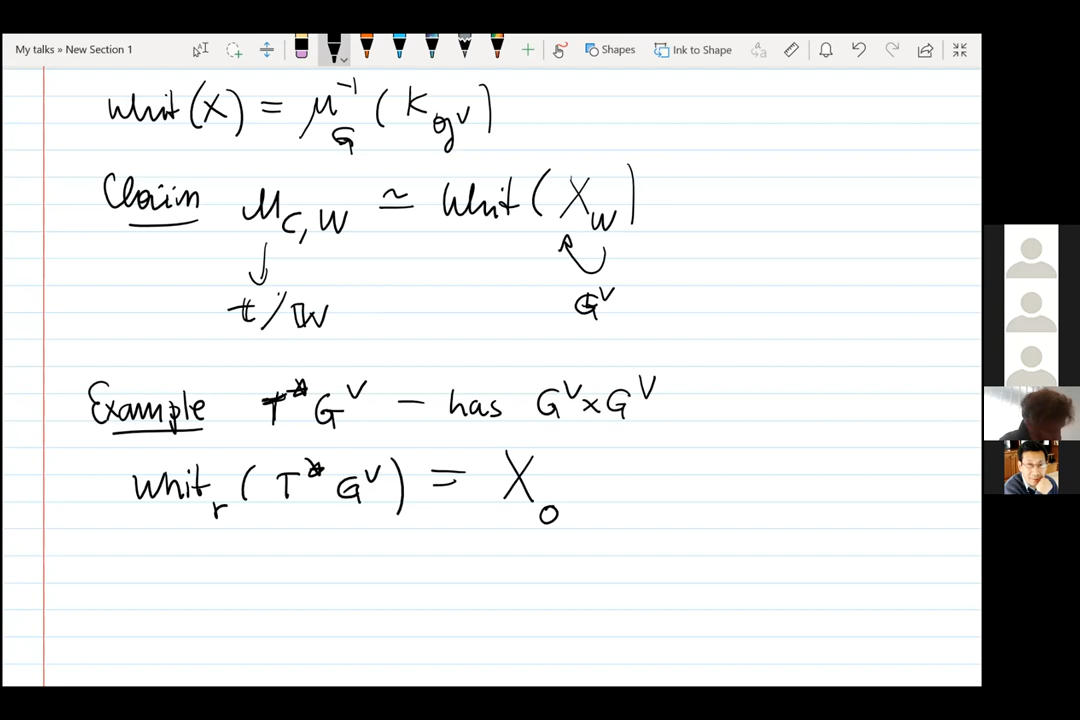 My talks » New Section 1
Shapes
Ink to Shape
Whit(X) = μ_G^{-1} (K_{𝔤^∨})
Claim M_{C,W} ≃ Whit(X_W)
↓
t/W G^∨
Example T*G^∨ - has G^∨×G^∨
Whit_r (T*G^∨) = X_0